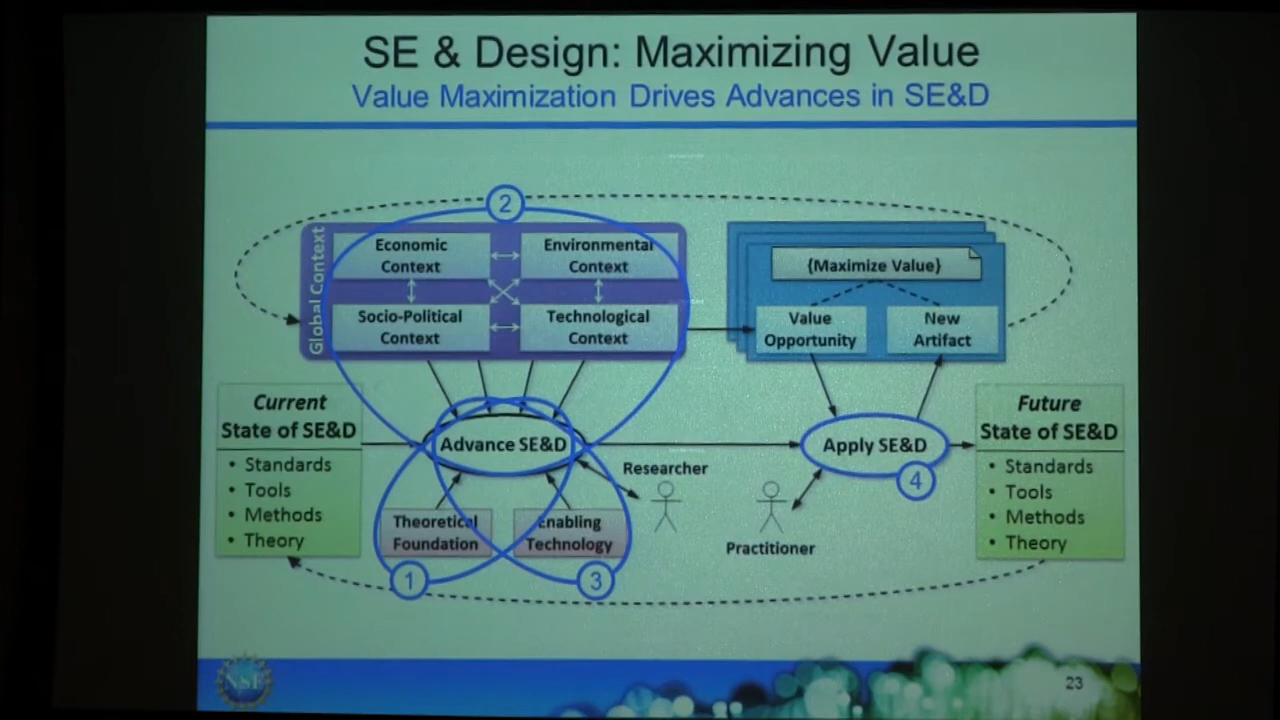 SE & Design: Maximizing Value
Value Maximization Drives Advances in SE&D
2
Global Context
Economic
Context
Environmental
Context
Socio-Political
Context
Technological
Context
{Maximize Value}
Value
Opportunity
New
Artifact
Current
State of SE&D
• Standards
• Tools
• Methods
• Theory
Advance SE&D
Apply SE&D
4
Future
State of SE&D
• Standards
• Tools
• Methods
• Theory
Researcher
Practitioner
Theoretical
Foundation
Enabling
Technology
1
3
NSF
23